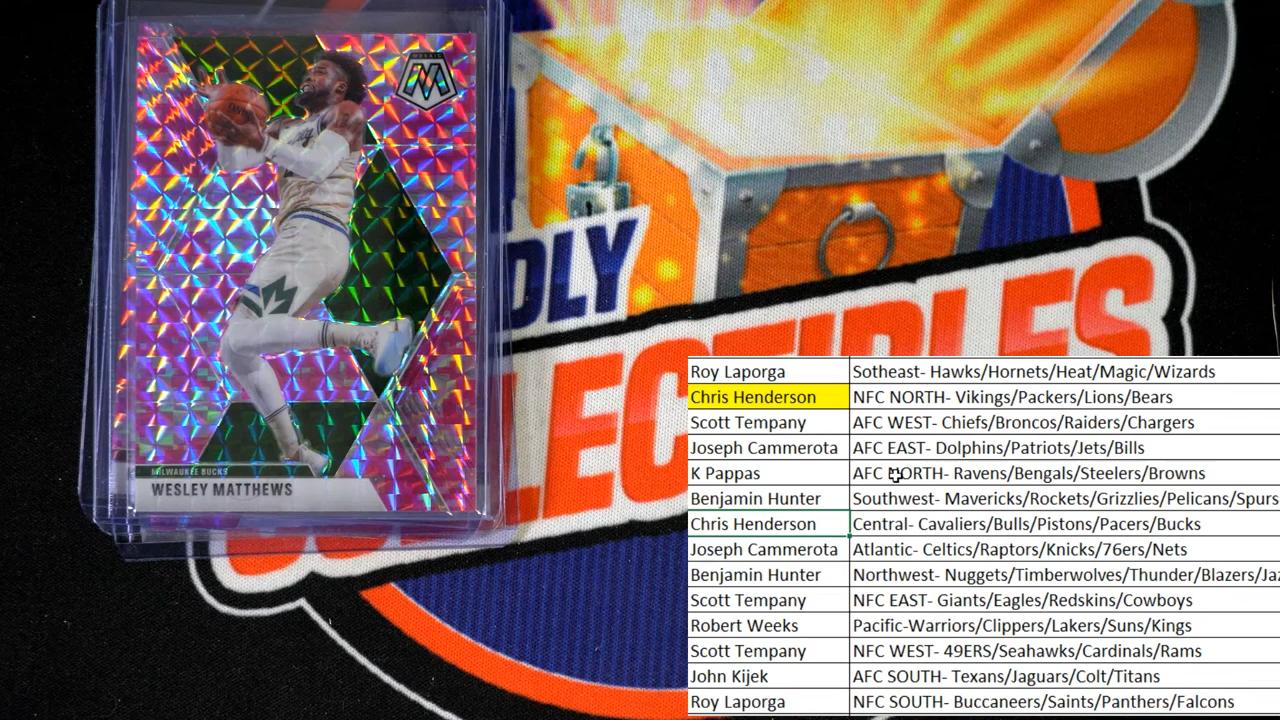 MOSAIC
M
MILWAUKEE BUCKS
WESLEY MATTHEWS
OLY
LECTIBLES
Roy Laporga Sotheast- Hawks/Hornets/Heat/Magic/Wizards
Chris Henderson NFC NORTH- Vikings/Packers/Lions/Bears
Scott Tempany AFC WEST- Chiefs/Broncos/Raiders/Chargers
Joseph Cammerota AFC EAST- Dolphins/Patriots/Jets/Bills
K Pappas AFC NORTH- Ravens/Bengals/Steelers/Browns
Benjamin Hunter Southwest- Mavericks/Rockets/Grizzlies/Pelicans/Spurs
Chris Henderson Central- Cavaliers/Bulls/Pistons/Pacers/Bucks
Joseph Cammerota Atlantic- Celtics/Raptors/Knicks/76ers/Nets
Benjamin Hunter Northwest- Nuggets/Timberwolves/Thunder/Blazers/Jaz
Scott Tempany NFC EAST- Giants/Eagles/Redskins/Cowboys
Robert Weeks Pacific-Warriors/Clippers/Lakers/Suns/Kings
Scott Tempany NFC WEST- 49ERS/Seahawks/Cardinals/Rams
John Kijek AFC SOUTH- Texans/Jaguars/Colt/Titans
Roy Laporga NFC SOUTH- Buccaneers/Saints/Panthers/Falcons